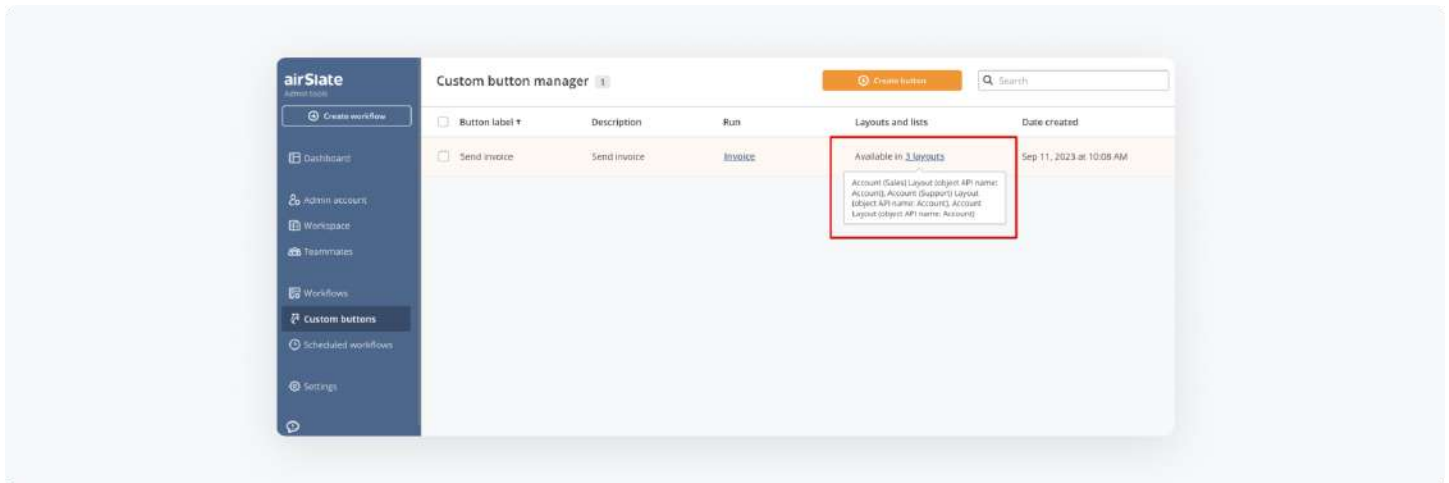 airSlate
Admin tools
Create workflow
Dashboard
Admin account
Workspace
Teammates
Workflows
Custom buttons
Scheduled workflows
Settings
Custom button manager 1
Create button
Search
Button label
Description
Run
Layouts and lists
Date created
Send invoice
Send invoice
Invoice
Available in 3 layouts
Sep 11, 2023 at 10:08 AM
Account (Sales) Layout (object API name:
Account), Account (Support) Layout
(object API name: Account), Account
Layout (object API name: Account)